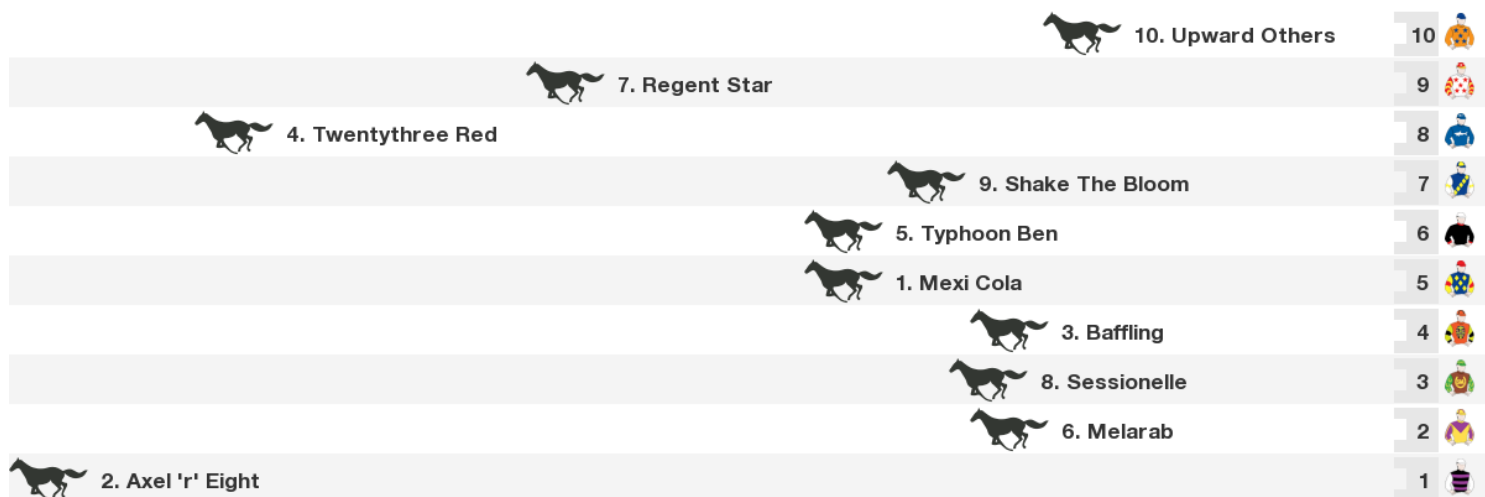 10. Upward Others 10
7. Regent Star 9
4. Twentythree Red 8
9. Shake The Bloom 7
5. Typhoon Ben 6
1. Mexi Cola 5
3. Baffling 4
8. Sessionelle 3
6. Melarab 2
2. Axel 'r' Eight 1